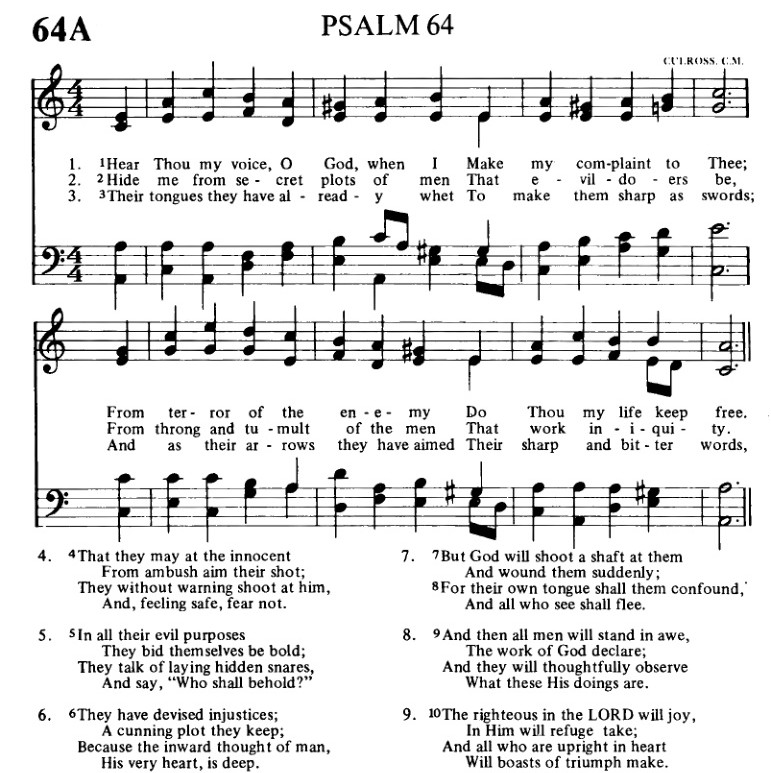 64A
PSALM 64
CULROSS. C.M.
1. 1Hear Thou my voice, O God, when I Make my com-plaint to Thee;
2. 2Hide me from se - cret plots of men That e - vil - do - ers be,
3. 3Their tongues they have al - read - y whet To make them sharp as swords;
From ter- ror of the en - e - my Do Thou my life keep free.
From throng and tu - mult of the men That work in - i - qui - ty.
And as their ar - rows they have aimed Their sharp and bit - ter words,
4. 4That they may at the innocent
From ambush aim their shot;
They without warning shoot at him,
And, feeling safe, fear not.
5. 5In all their evil purposes
They bid themselves be bold;
They talk of laying hidden snares,
And say, “Who shall behold?”
6. 6They have devised injustices;
A cunning plot they keep;
Because the inward thought of man,
His very heart, is deep.
7. 7But God will shoot a shaft at them
And wound them suddenly;
8For their own tongue shall them confound,
And all who see shall flee.
8. 9And then all men will stand in awe,
The work of God declare;
And they will thoughtfully observe
What these His doings are.
9. 10The righteous in the LORD will joy,
In Him will refuge take;
And all who are upright in heart
Will boasts of triumph make.